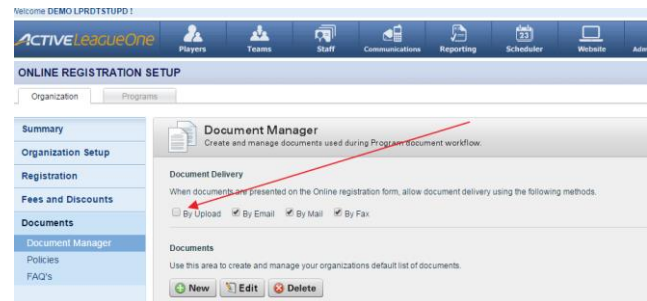 Welcome DEMO LPRDTSTUPD !
ACTIVE LeagueOne
Players
Teams
Staff
Communications
Reporting
23
Scheduler
Website
ONLINE REGISTRATION SETUP
Organization
Programs
Summary
Organization Setup
Registration
Fees and Discounts
Documents
Document Manager
Policies
FAQ's
Document Manager
Create and manage documents used during Program document workflow.
Document Delivery
When documents are presented on the Online registration form, allow document delivery using the following methods.
By Upload By Email By Mail By Fax
Documents
Use this area to create and manage your organizations default list of documents.
New Edit Delete